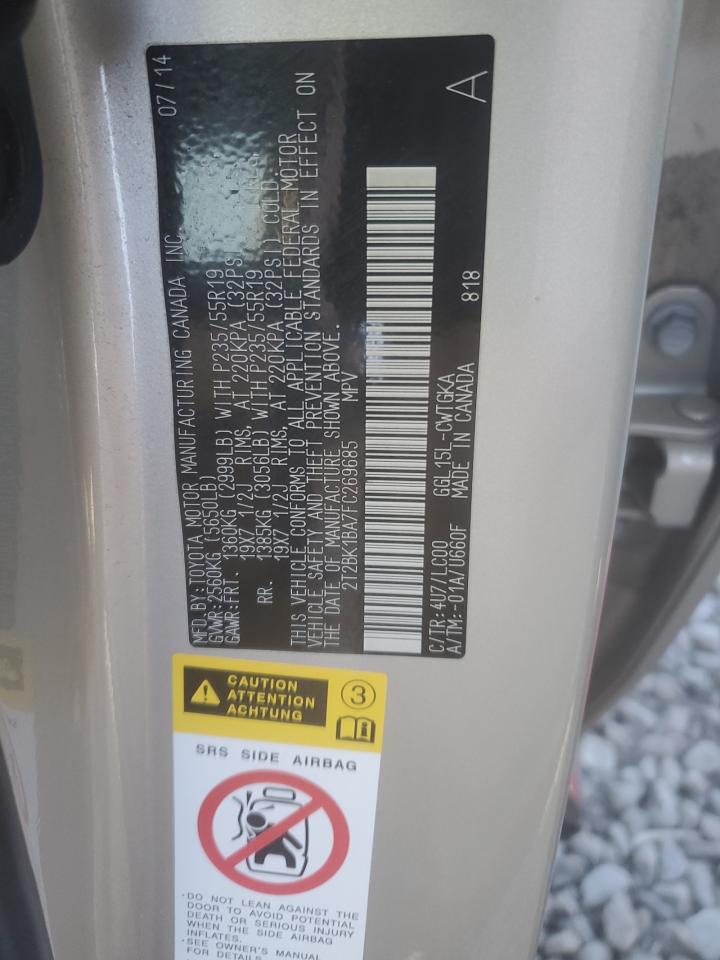 MFD.BY:TOYOTA MOTOR MANUFACTURING CANADA INC. 07/14
GVWR:2560KG (5650LB)
GAWR:FRT. 1360KG (2999LB) WITH P235/55R19
19X7 1/2J RIMS, AT 220KPA (32PSI
RR. 1385KG (3056LB) WITH P235/55R19
19X7 1/2J RIMS, AT 220KPA (32PSI) COLD.
THIS VEHICLE CONFORMS TO ALL APPLICABLE FEDERAL MOTOR
VEHICLE SAFETY AND THEFT PREVENTION STANDARDS IN EFFECT ON
THE DATE OF MANUFACTURE SHOWN ABOVE.
2T2BK1BA7FC269685 MPV
C/TR:4U7/LC00 GGL15L-CWTGKA 818
A/TM:-01A/U660F MADE IN CANADA
A
CAUTION
ATTENTION
ACHTUNG
3
SRS SIDE AIRBAG
·DO NOT LEAN AGAINST THE
DOOR TO AVOID POTENTIAL
DEATH OR SERIOUS INJURY
WHEN THE SIDE AIRBAG
INFLATES.
·SEE OWNER'S MANUAL
FOR DETAILS